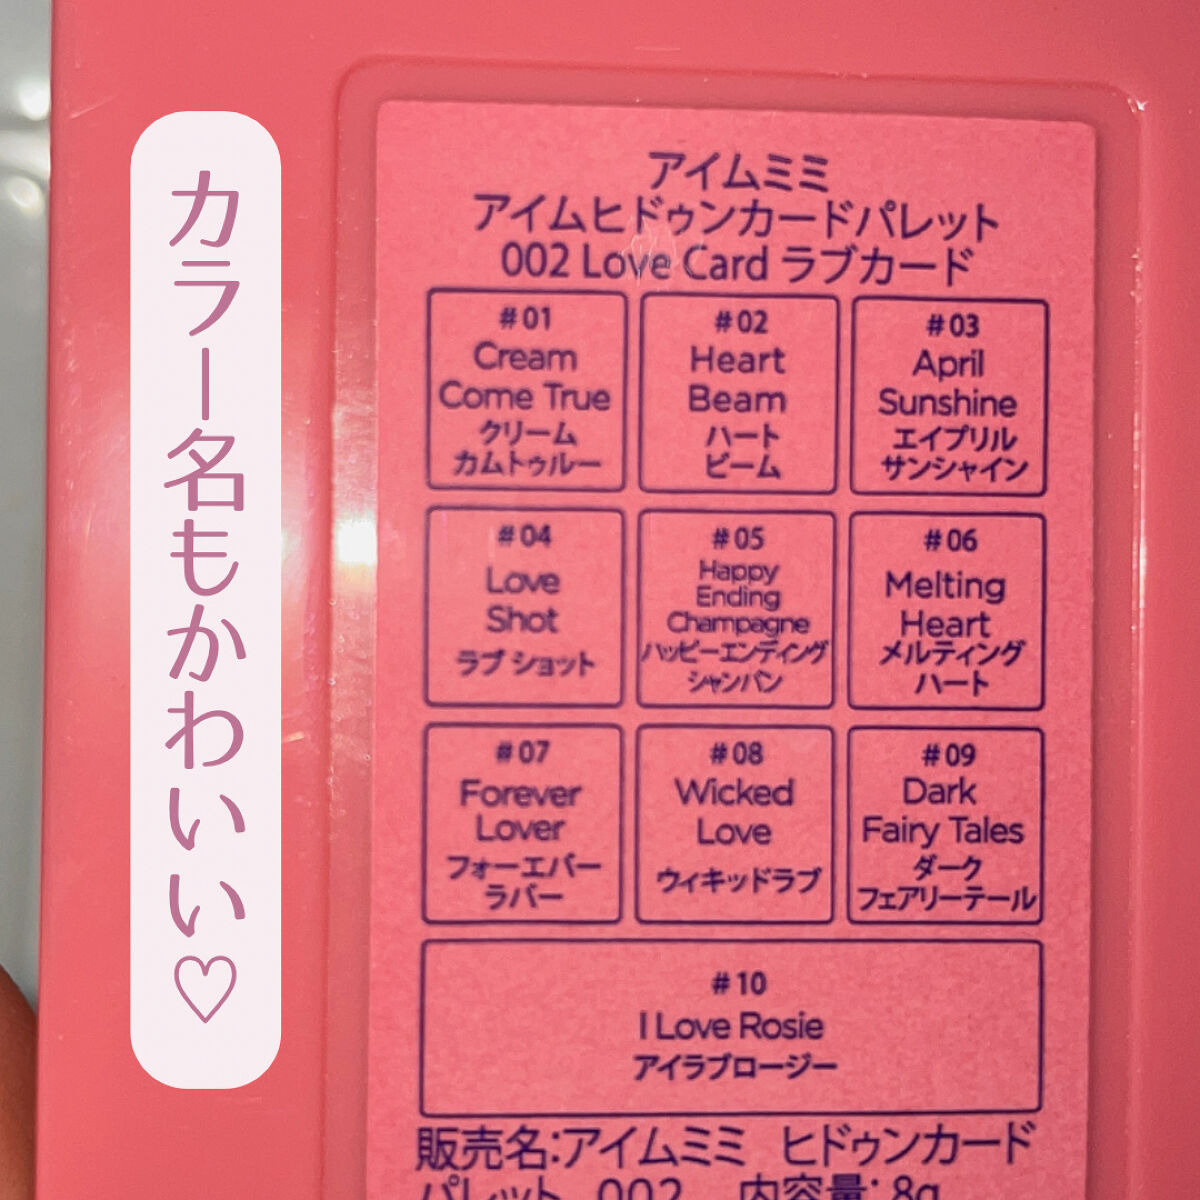 カラー名もかわいい♡
アイムミミ
アイムヒドゥンカードパレット
002 Love Card ラブカード
#01
Cream
Come True
クリーム
カムトゥルー
#02
Heart
Beam
ハート
ビーム
#03
April
Sunshine
エイプリル
サンシャイン
#04
Love
Shot
ラブ ショット
#05
Happy
Ending
Champagne
ハッピーエンディング
シャンパン
#06
Melting
Heart
メルティング
ハート
#07
Forever
Lover
フォーエバー
ラバー
#08
Wicked
Love
ウィキッドラブ
#09
Dark
Fairy Tales
ダーク
フェアリーテール
#10
I Love Rosie
アイラブロージー
販売名:アイムミミ ヒドゥンカード
パレット 002 内容量: 8g